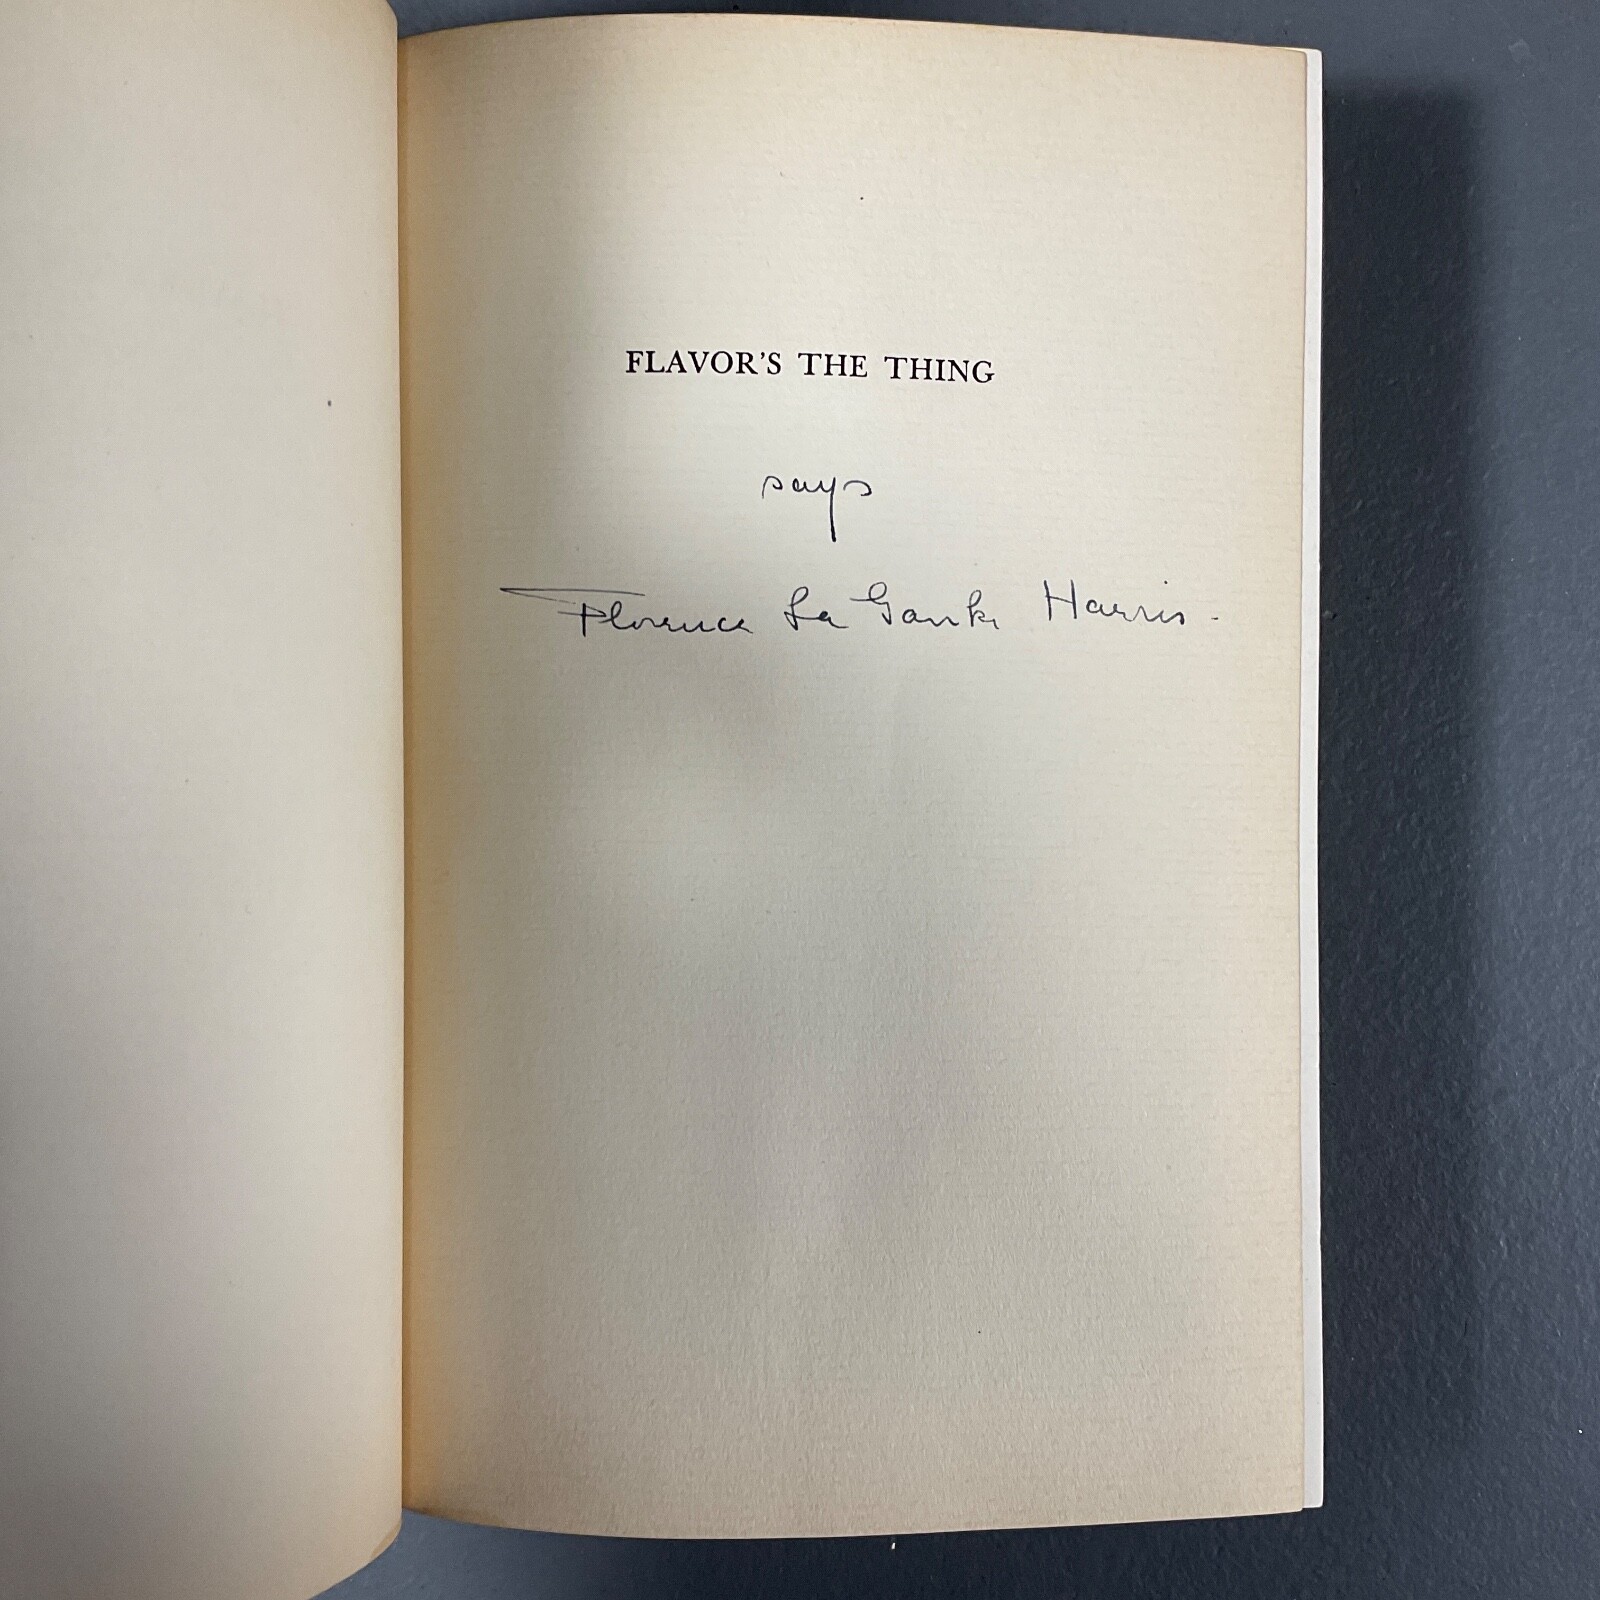 FLAVOR'S THE THING
says
Florence La Ganke Harris.